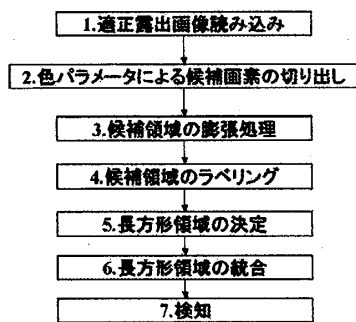 1.適正露出画像読み込み
2.色パラメータによる候補画素の切り出し
3.候補領域の膨張処理
4.候補領域のラベリング
5.長方形領域の決定
6.長方形領域の統合
7.検知